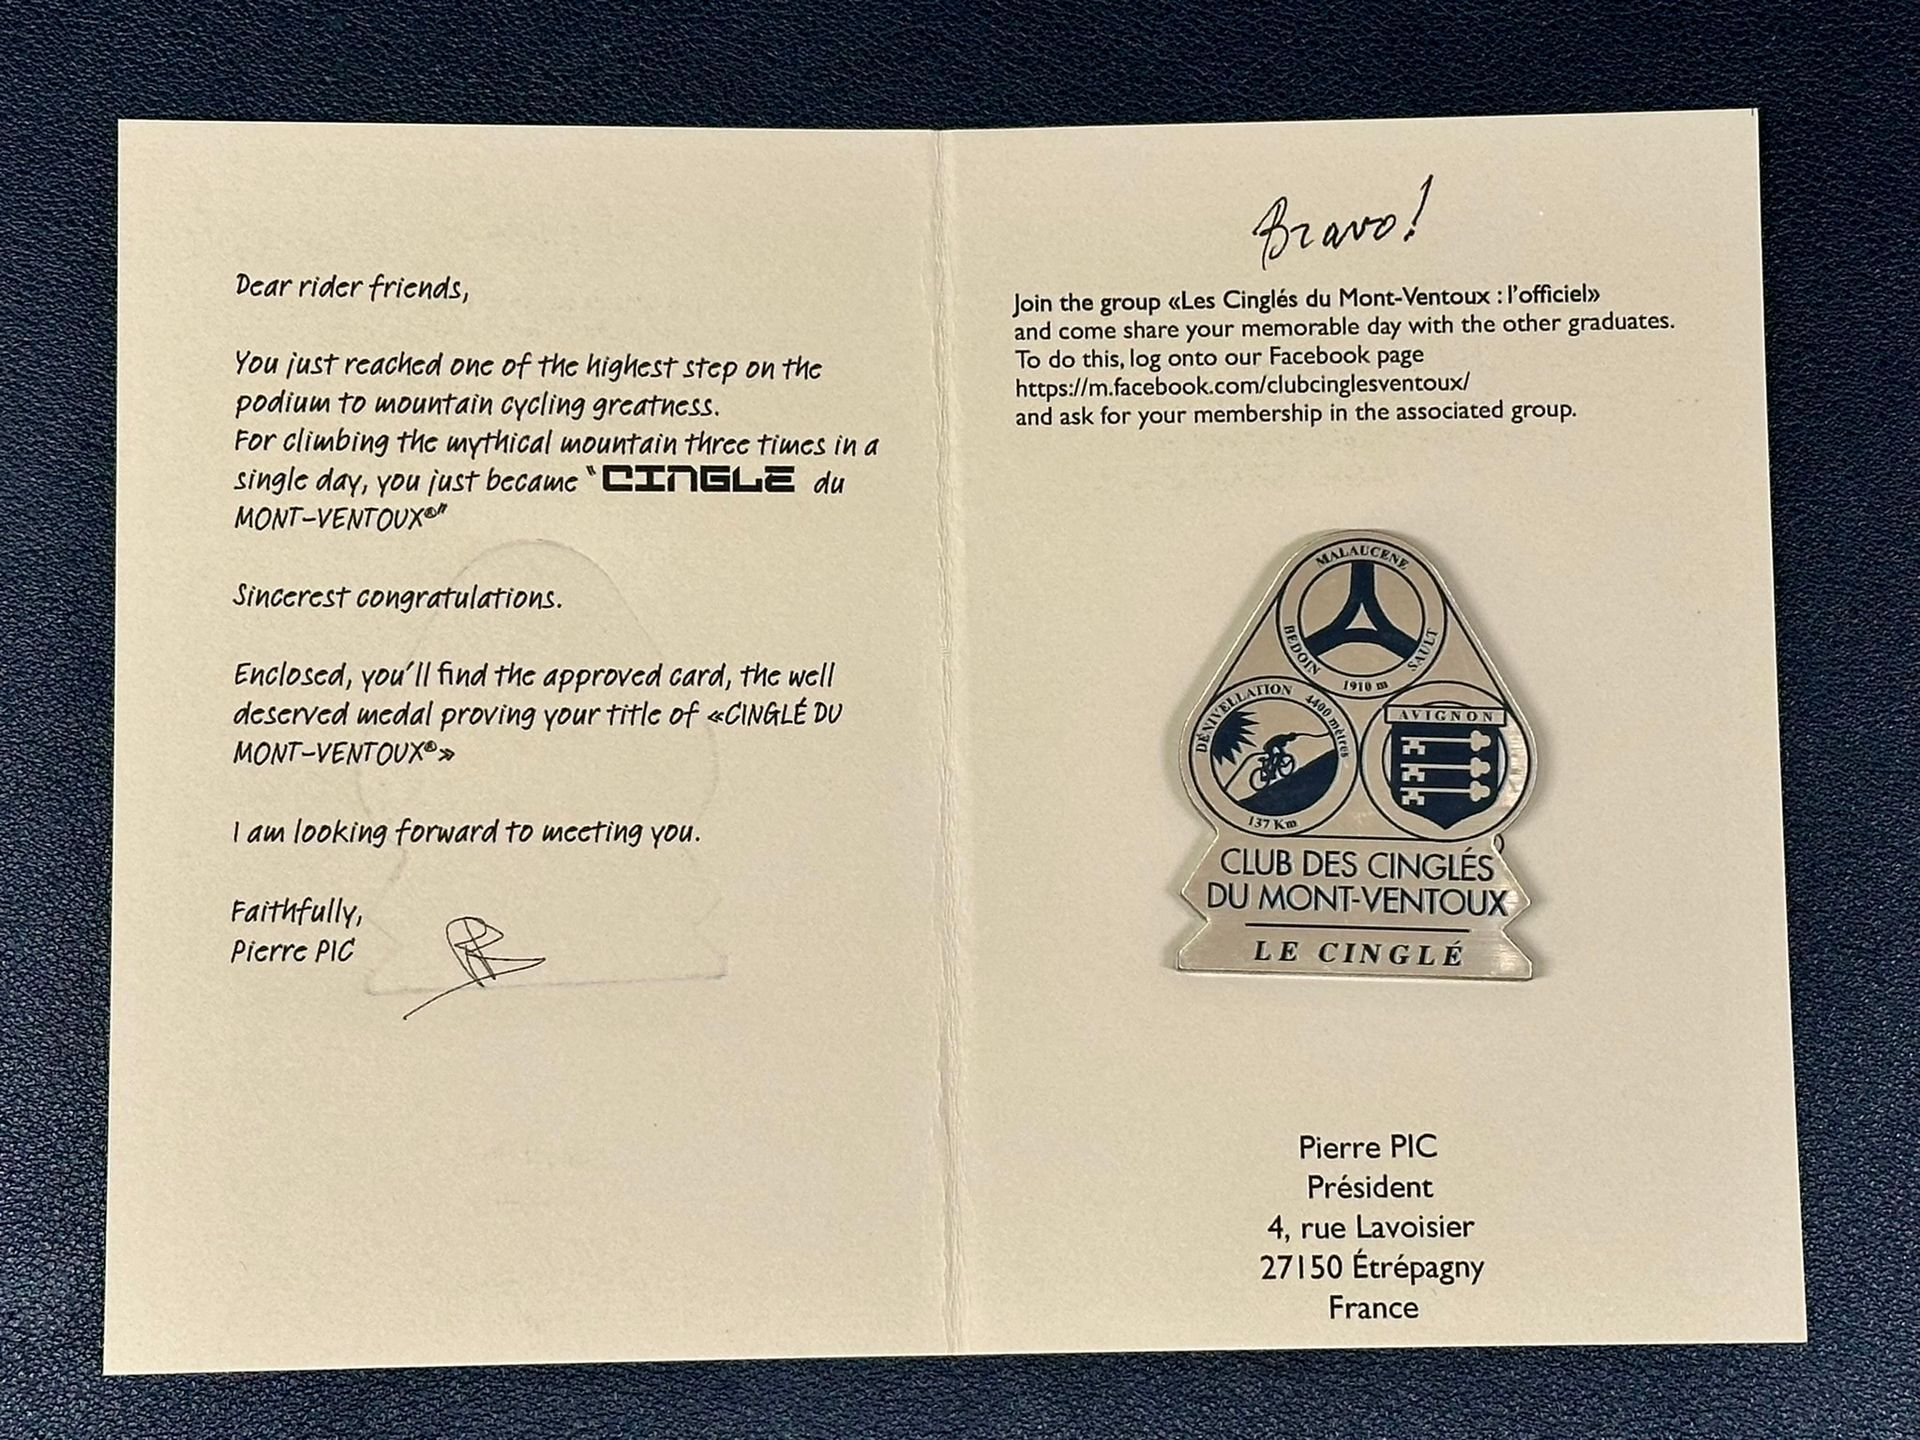 Dear rider friends,
You just reached one of the highest step on the
podium to mountain cycling greatness.
For climbing the mythical mountain three times in a
single day, you just became "CINGLÉ du
MONT-VENTOUX®"
Sincerest congratulations.
Enclosed, you'll find the approved card, the well
deserved medal proving your title of «CINGLÉ DU
MONT-VENTOUX®»
I am looking forward to meeting you.
Faithfully,
Pierre PIC
Bravo!
Join the group «Les Cinglés du Mont-Ventoux : l'officiel»
and come share your memorable day with the other graduates.
To do this, log onto our Facebook page
https://m.facebook.com/clubcinglesventoux/
and ask for your membership in the associated group.
MALAUCENE
BEDOIN
SAULT
1910 m
DÉNIVELLATION 4400 mètres
137 Km
AVIGNON
CLUB DES CINGLÉS
DU MONT-VENTOUX
LE CINGLÉ
Pierre PIC
Président
4, rue Lavoisier
27150 Étrépagny
France